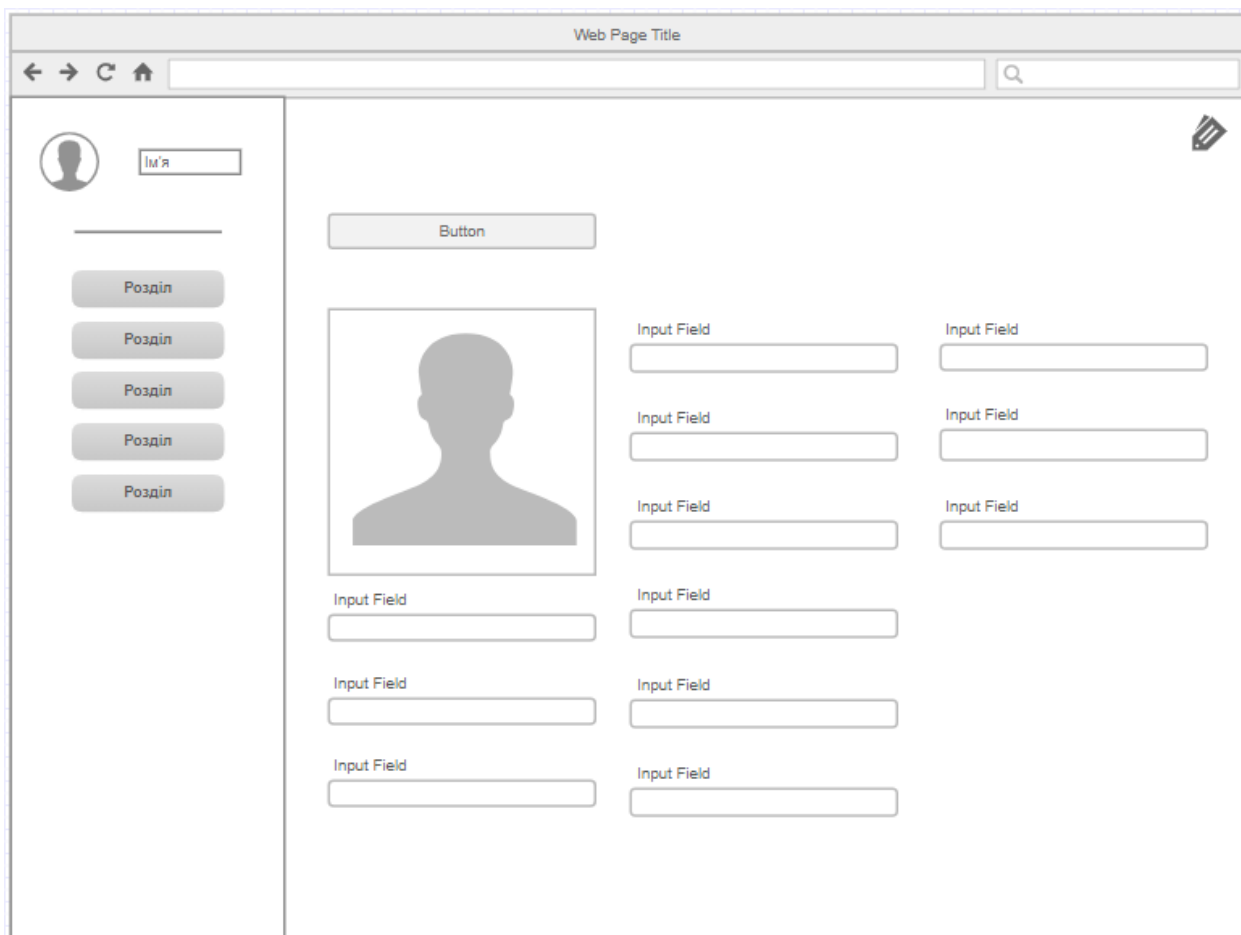 Web Page Title
Ім'я
Розділ
Розділ
Розділ
Розділ
Розділ
Button
Input Field
Input Field
Input Field
Input Field
Input Field
Input Field
Input Field
Input Field
Input Field
Input Field
Input Field
Input Field